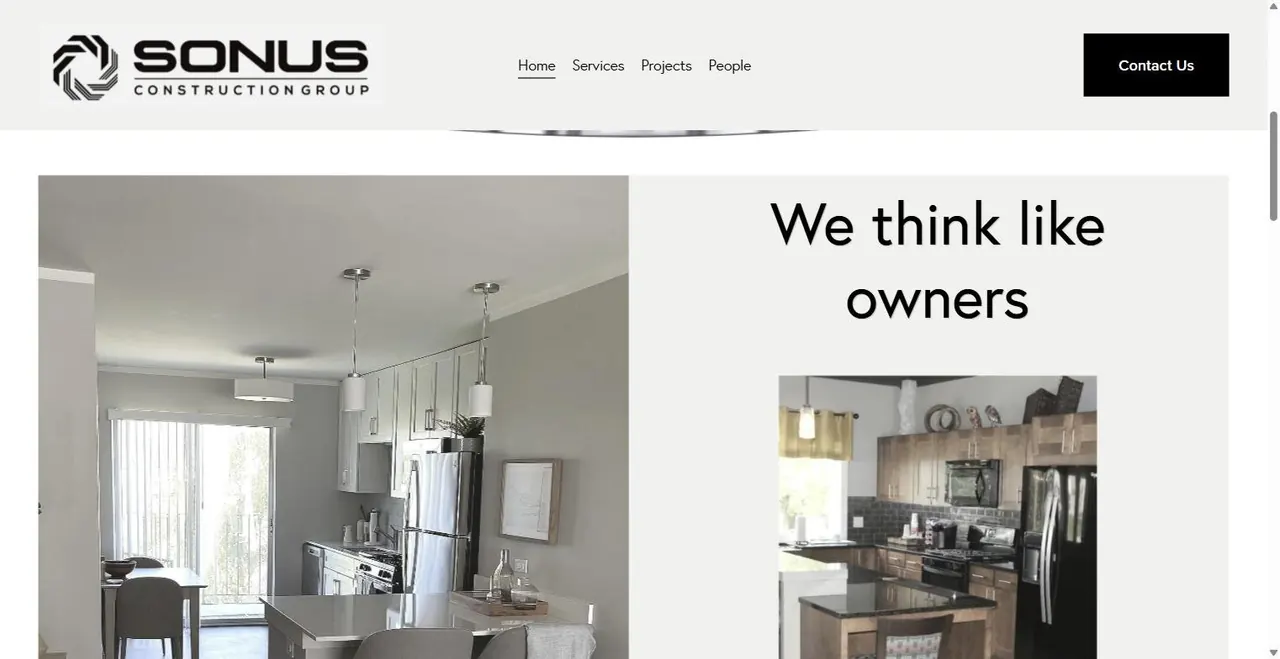 SONUS
CONSTRUCTION GROUP
Home Services Projects People
Contact Us
We think like
owners